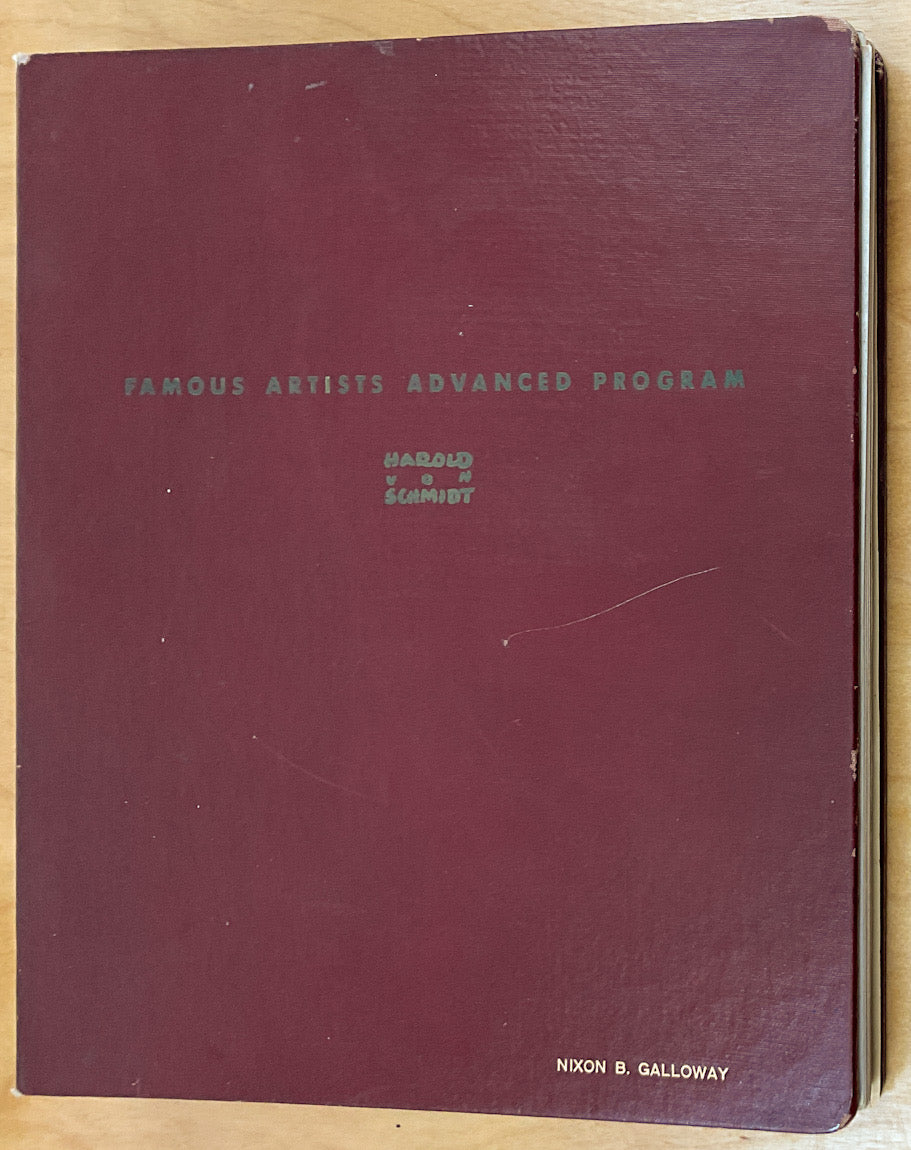 FAMOUS ARTISTS ADVANCED PROGRAM
HAROLD
VON
SCHMIDT
NIXON B. GALLOWAY